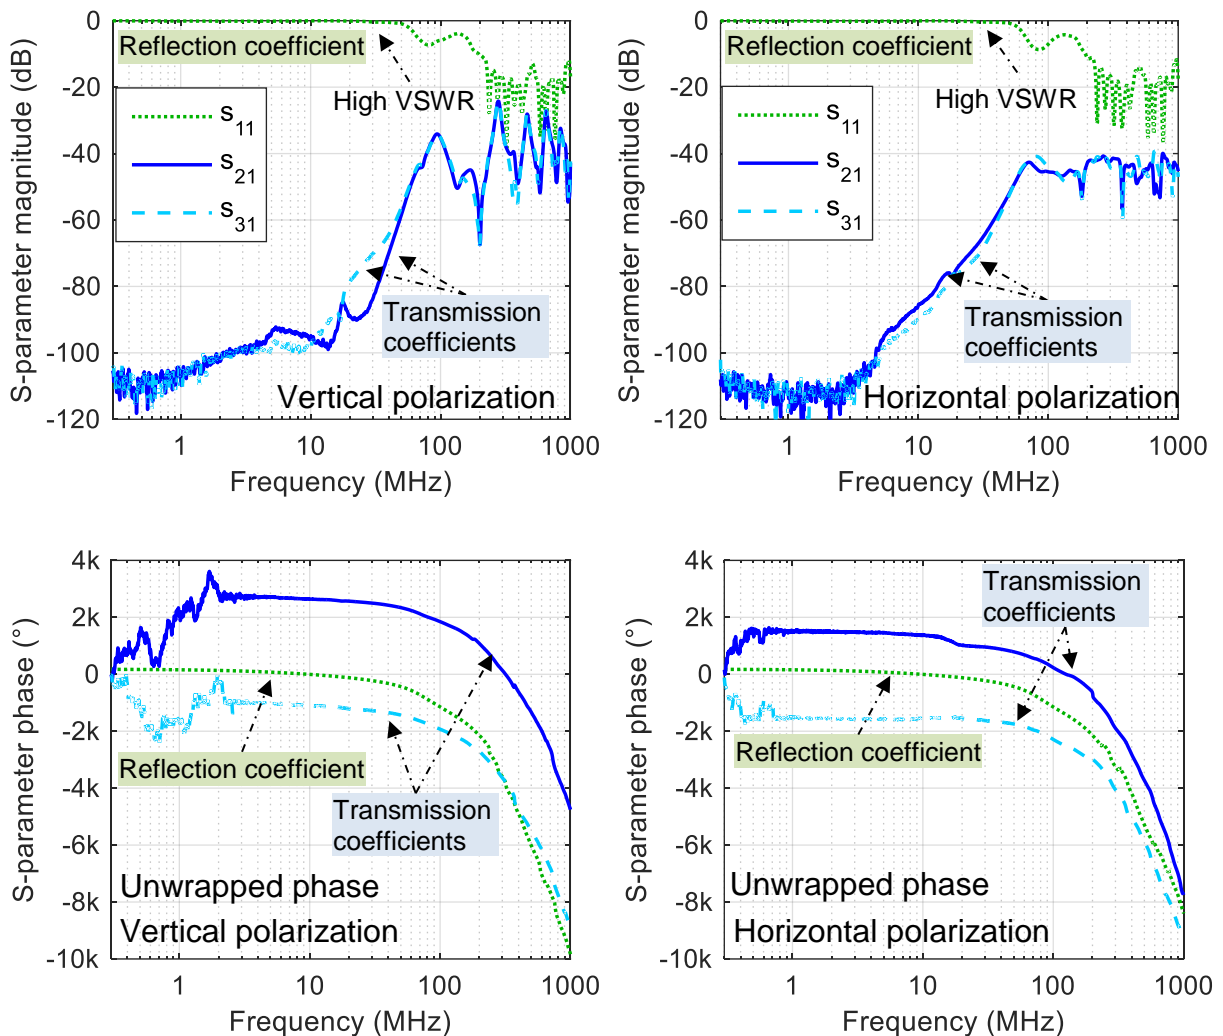 0
-20
-40
-60
-80
-100
-120
S-parameter magnitude (dB)
Reflection coefficient
High VSWR
s11
s21
s31
Transmission
coefficients
Vertical polarization
1
10
100
1000
Frequency (MHz)
0
-20
-40
-60
-80
-100
-120
S-parameter magnitude (dB)
Reflection coefficient
High VSWR
s11
s21
s31
Transmission
coefficients
Horizontal polarization
1
10
100
1000
Frequency (MHz)
4k
2k
0
-2k
-4k
-6k
-8k
-10k
S-parameter phase (°)
Reflection coefficient
Transmission
coefficients
Unwrapped phase
Vertical polarization
1
10
100
1000
Frequency (MHz)
4k
2k
0
-2k
-4k
-6k
-8k
-10k
S-parameter phase (°)
Transmission
coefficients
Reflection coefficient
Unwrapped phase
Horizontal polarization
1
10
100
1000
Frequency (MHz)